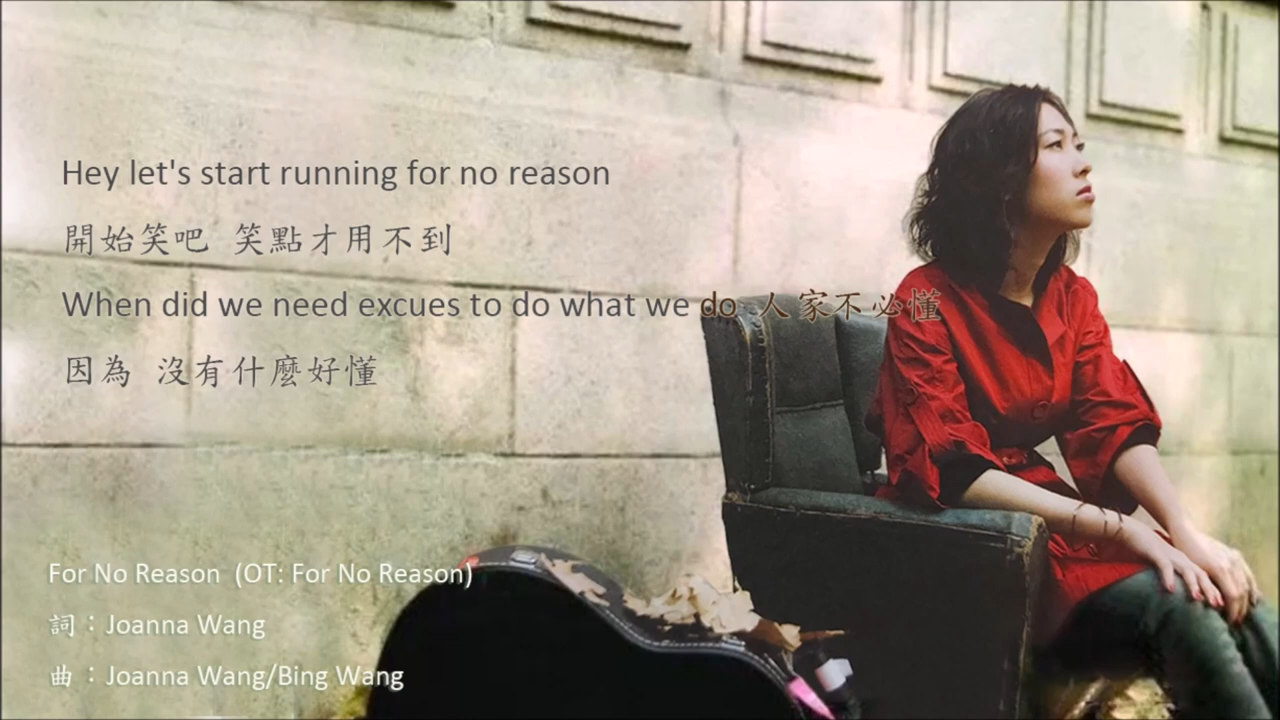 Hey let's start running for no reason
開始笑吧 笑點才用不到
When did we need excues to do what we do 人家不必懂
因為 沒有什麼好懂
For No Reason (OT: For No Reason)
詞：Joanna Wang
曲：Joanna Wang/Bing Wang